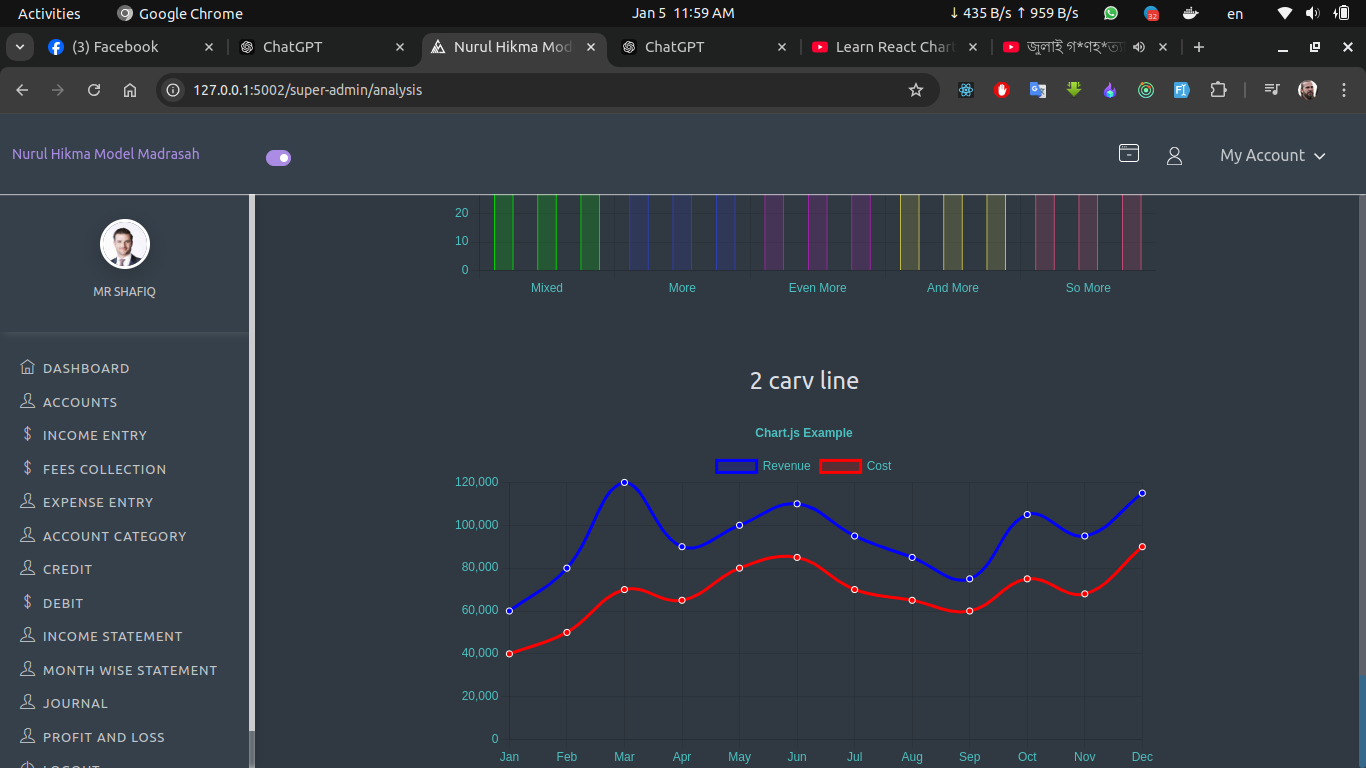 Activities Google Chrome Jan 5 11:59 AM ↓ 435 B/s ↑ 959 B/s 32 en
(3) Facebook ChatGPT Nurul Hikma Mod ChatGPT Learn React Chart জুলাই গ*ণহ*ত্যা
127.0.0.1:5002/super-admin/analysis
Nurul Hikma Model Madrasah My Account
MR SHAFIQ
DASHBOARD
ACCOUNTS
INCOME ENTRY
FEES COLLECTION
EXPENSE ENTRY
ACCOUNT CATEGORY
CREDIT
DEBIT
INCOME STATEMENT
MONTH WISE STATEMENT
JOURNAL
PROFIT AND LOSS
LOGOUT
20
10
0
Mixed More Even More And More So More
2 carv line
Chart.js Example
Revenue Cost
120,000
100,000
80,000
60,000
40,000
20,000
0
Jan Feb Mar Apr May Jun Jul Aug Sep Oct Nov Dec